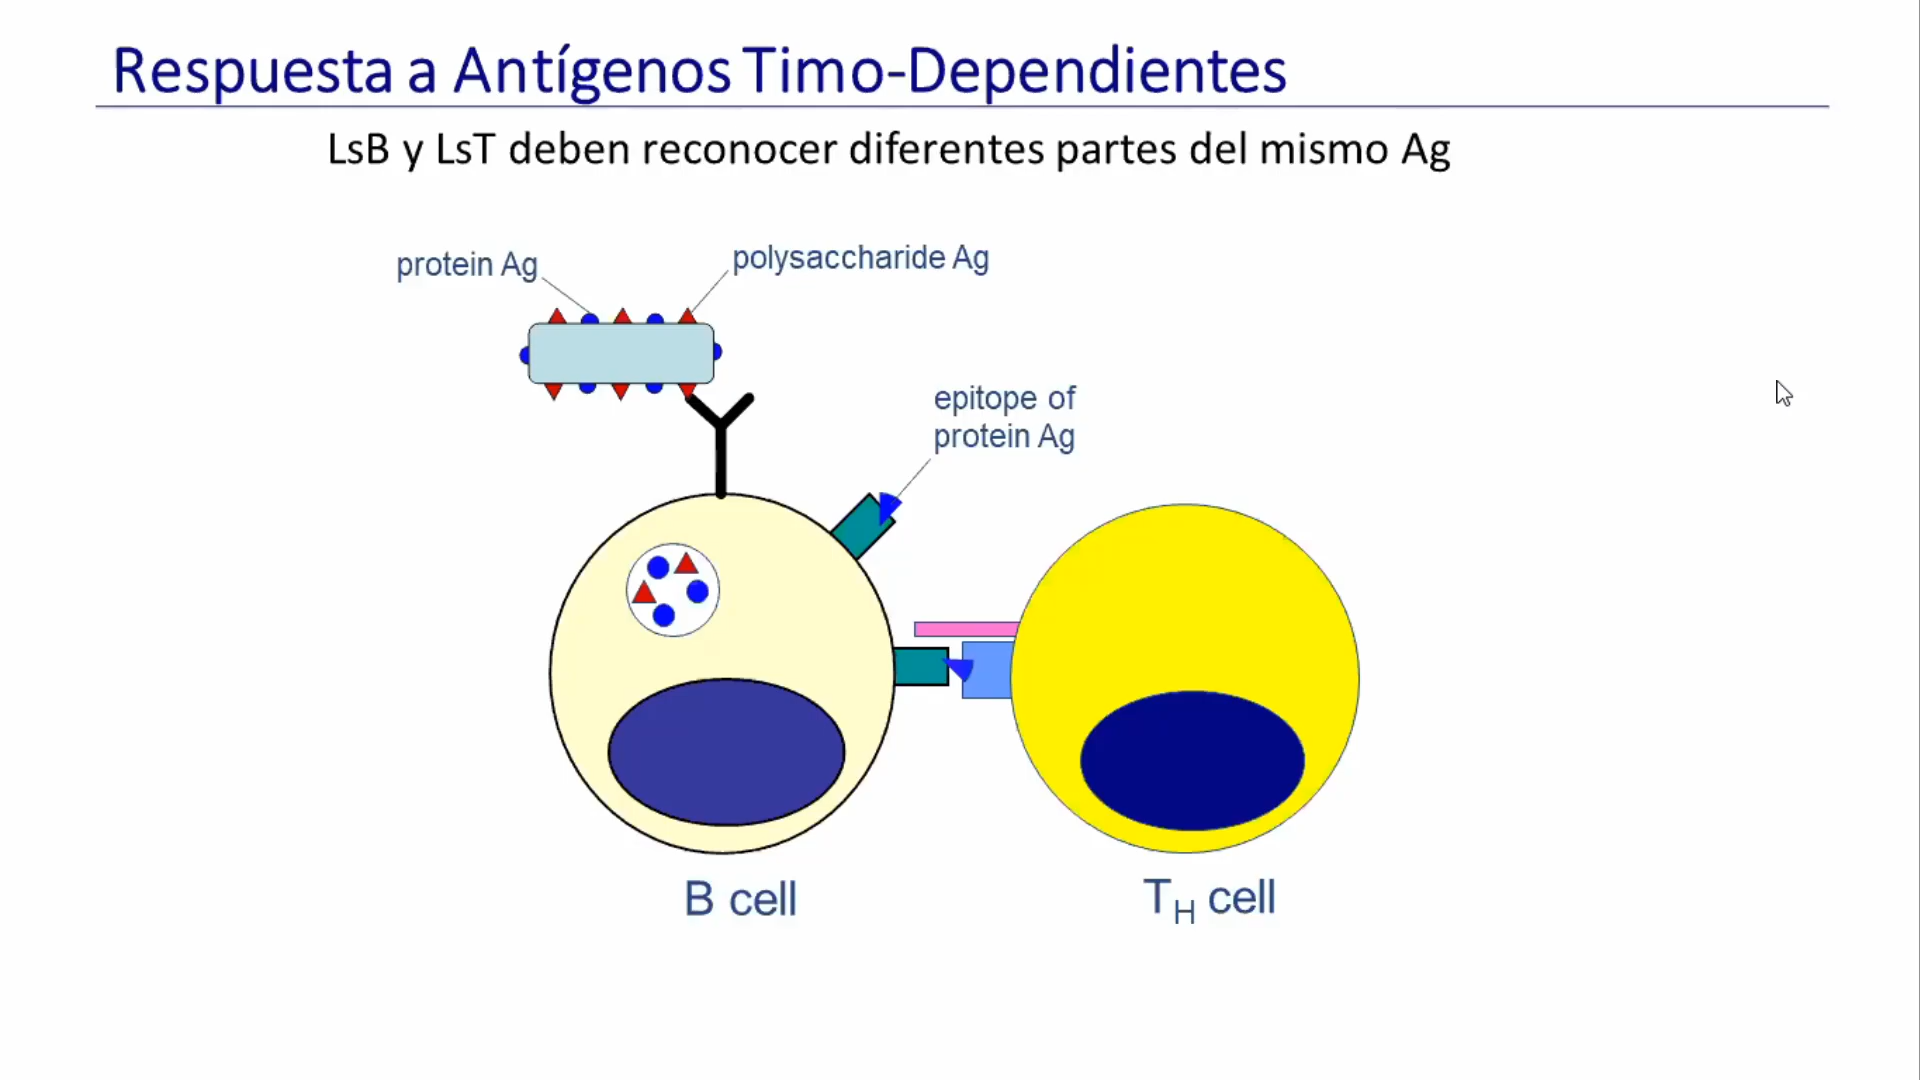 Respuesta a Antígenos Timo-Dependientes
LsB y LsT deben reconocer diferentes partes del mismo Ag
protein Ag
polysaccharide Ag
epitope of
protein Ag
B cell
TH cell